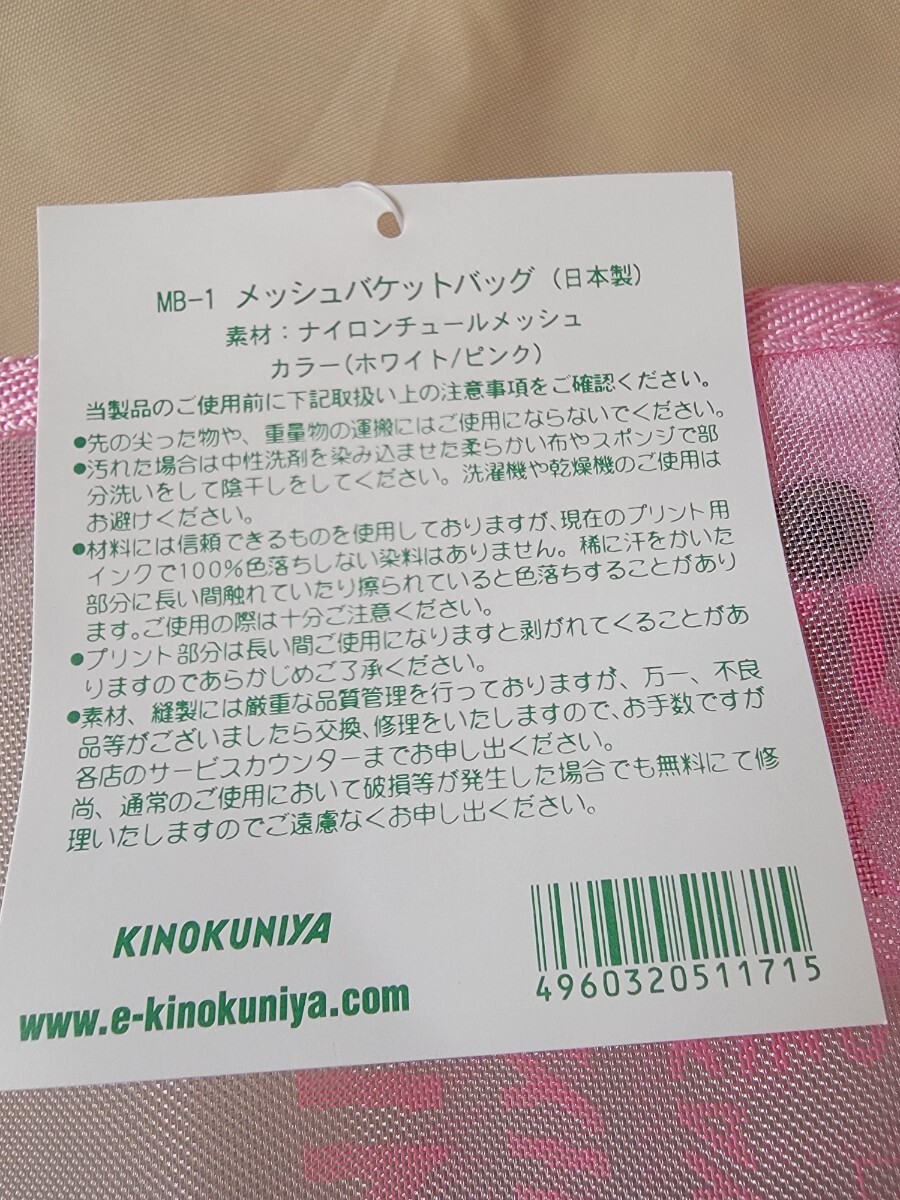 MB-1 メッシュバケットバッグ (日本製)
素材:ナイロンチュールメッシュ
カラー(ホワイト/ピンク)
当製品のご使用前に下記取扱い上の注意事項をご確認ください。
●先の尖った物や、重量物の運搬にはご使用にならないでください。
●汚れた場合は中性洗剤を染み込ませた柔らかい布やスポンジで部
分洗いをして陰干しをしてください。洗濯機や乾燥機のご使用は
お避けください。
●材料には信頼できるものを使用しておりますが、現在のプリント用
インクで100%色落ちしない染料はありません。稀に汗をかいた
部分に長い間触れていたり擦られていると色落ちすることがあり
ます。ご使用の際は十分ご注意ください。
●プリント部分は長い間ご使用になりますと剥がれてくることがあ
りますのであらかじめご了承ください。
●素材、縫製には厳重な品質管理を行っておりますが、万一、不良
品等がございましたら交換、修理をいたしますので、お手数ですが
各店のサービスカウンターまでお申し出ください。
尚、通常のご使用において破損等が発生した場合でも無料にて修
理いたしますのでご遠慮なくお申し出ください。
KINOKUNIYA
www.e-kinokuniya.com
4960320511715